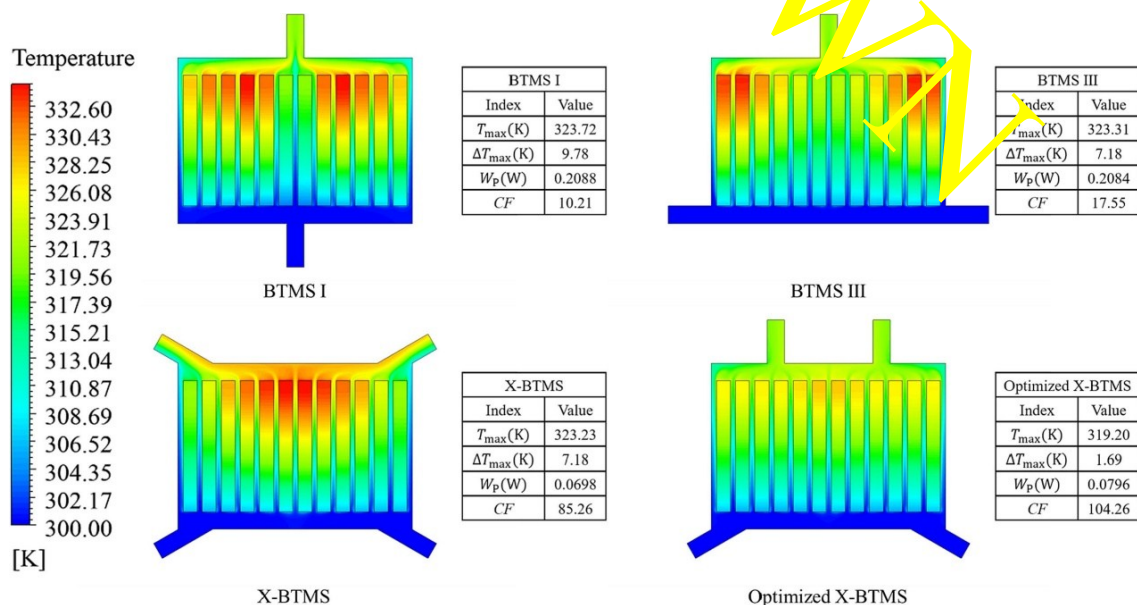 Temperature
332.60
330.43
328.25
326.08
323.91
321.73
319.56
317.39
315.21
313.04
310.87
308.69
306.52
304.35
302.17
300.00
[K]
BTMS I
Index Value
Tmax(K) 323.72
ΔTmax(K) 9.78
WP(W) 0.2088
CF 10.21
BTMS I
BTMS III
Index Value
Tmax(K) 323.31
ΔTmax(K) 7.18
WP(W) 0.2084
CF 17.55
BTMS III
X-BTMS
Index Value
Tmax(K) 323.23
ΔTmax(K) 7.18
WP(W) 0.0698
CF 85.26
X-BTMS
Optimized X-BTMS
Index Value
Tmax(K) 319.20
ΔTmax(K) 1.69
WP(W) 0.0796
CF 104.26
Optimized X-BTMS